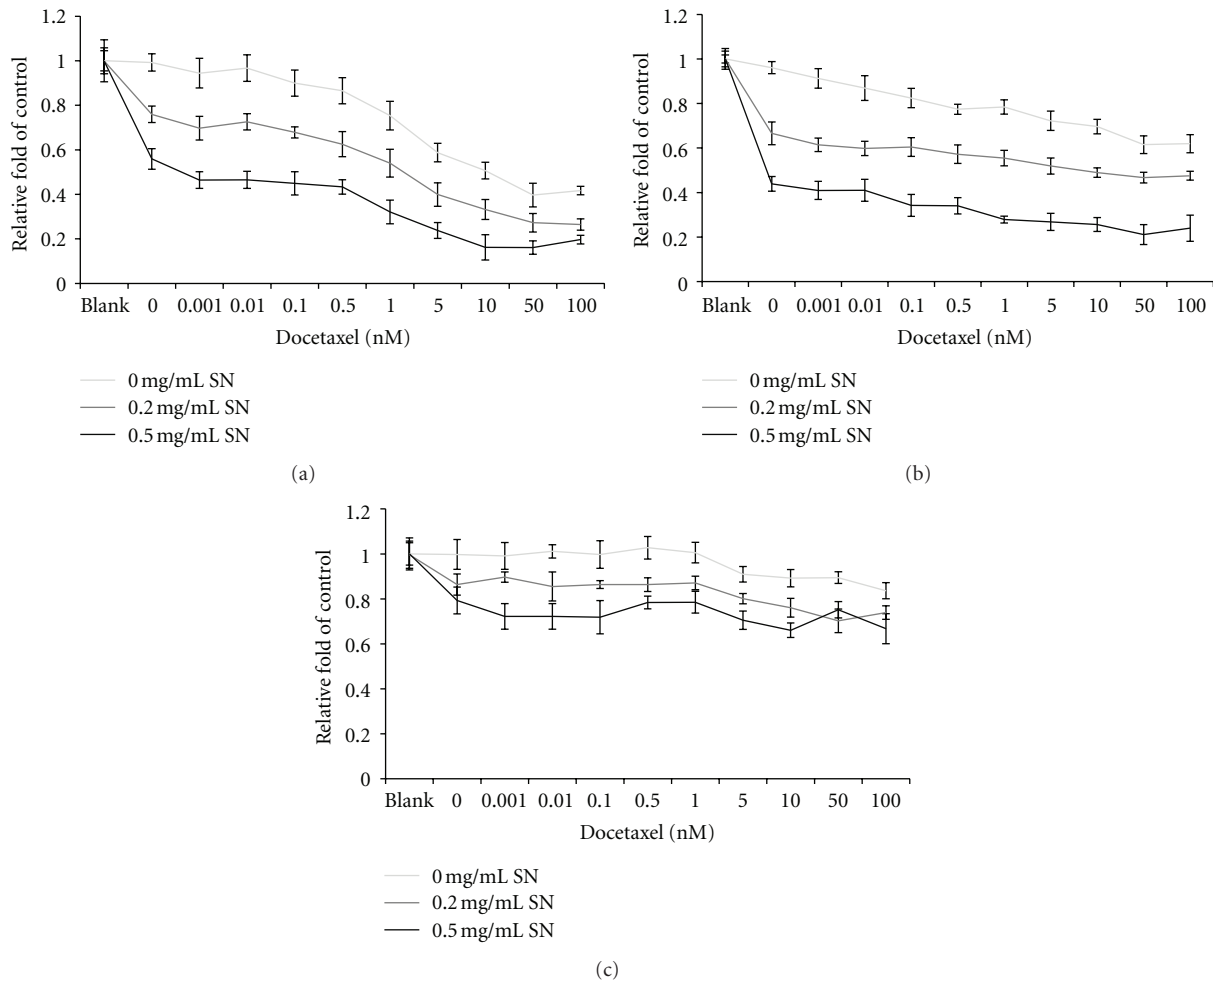 1.2
1
0.8
0.6
0.4
0.2
0
Relative fold of control
Blank 0 0.001 0.01 0.1 0.5 1 5 10 50 100
Docetaxel (nM)
0 mg/mL SN
0.2 mg/mL SN
0.5 mg/mL SN
(a)
1.2
1
0.8
0.6
0.4
0.2
0
Relative fold of control
Blank 0 0.001 0.01 0.1 0.5 1 5 10 50 100
Docetaxel (nM)
0 mg/mL SN
0.2 mg/mL SN
0.5 mg/mL SN
(b)
1.2
1
0.8
0.6
0.4
0.2
0
Relative fold of control
Blank 0 0.001 0.01 0.1 0.5 1 5 10 50 100
Docetaxel (nM)
0 mg/mL SN
0.2 mg/mL SN
0.5 mg/mL SN
(c)